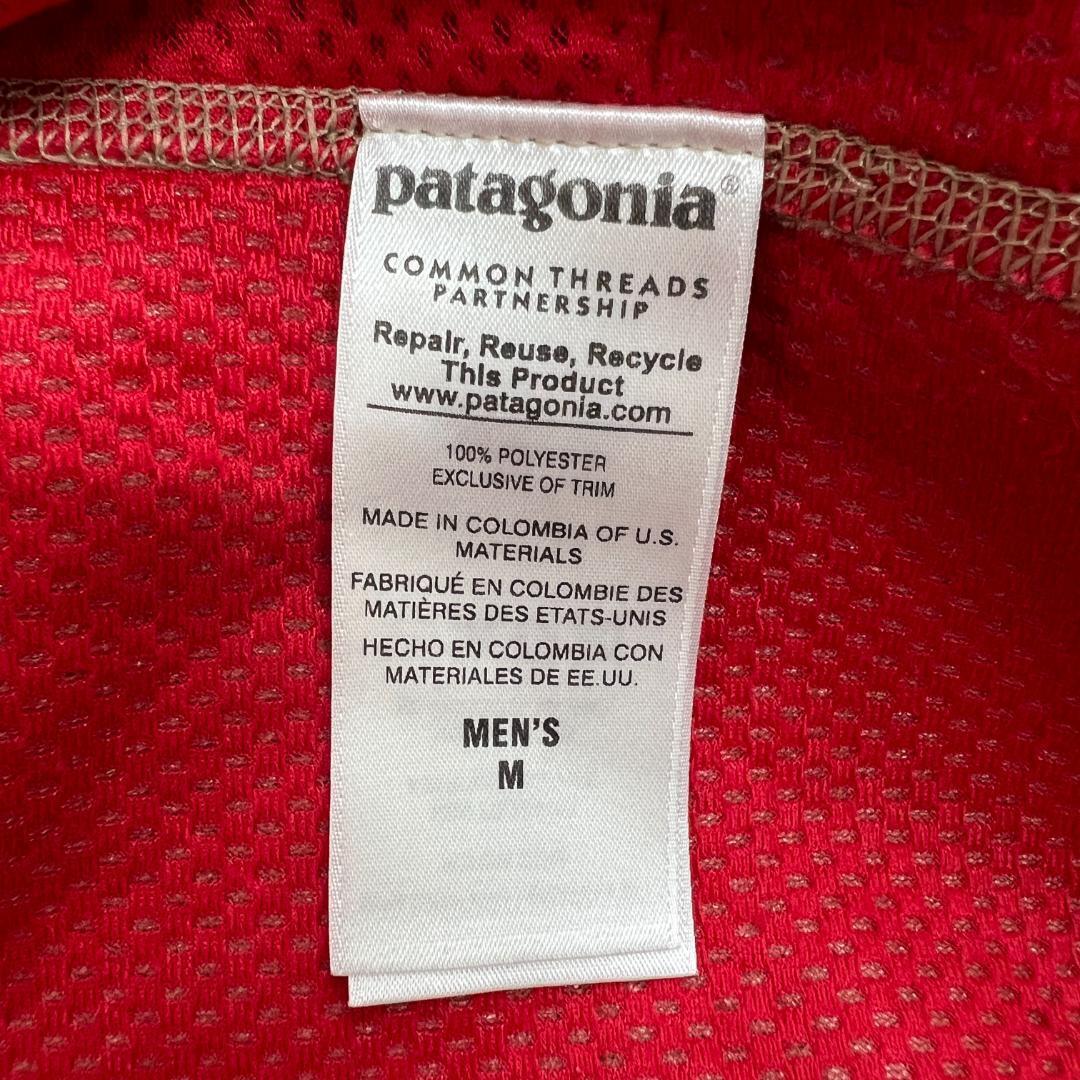 patagonia®
COMMON THREADS
PARTNERSHIP
Repair, Reuse, Recycle
This Product
www.patagonia.com
100% POLYESTER
EXCLUSIVE OF TRIM
MADE IN COLOMBIA OF U.S.
MATERIALS
FABRIQUÉ EN COLOMBIE DES
MATIÈRES DES ETATS-UNIS
HECHO EN COLOMBIA CON
MATERIALES DE EE.UU.
MEN'S
M